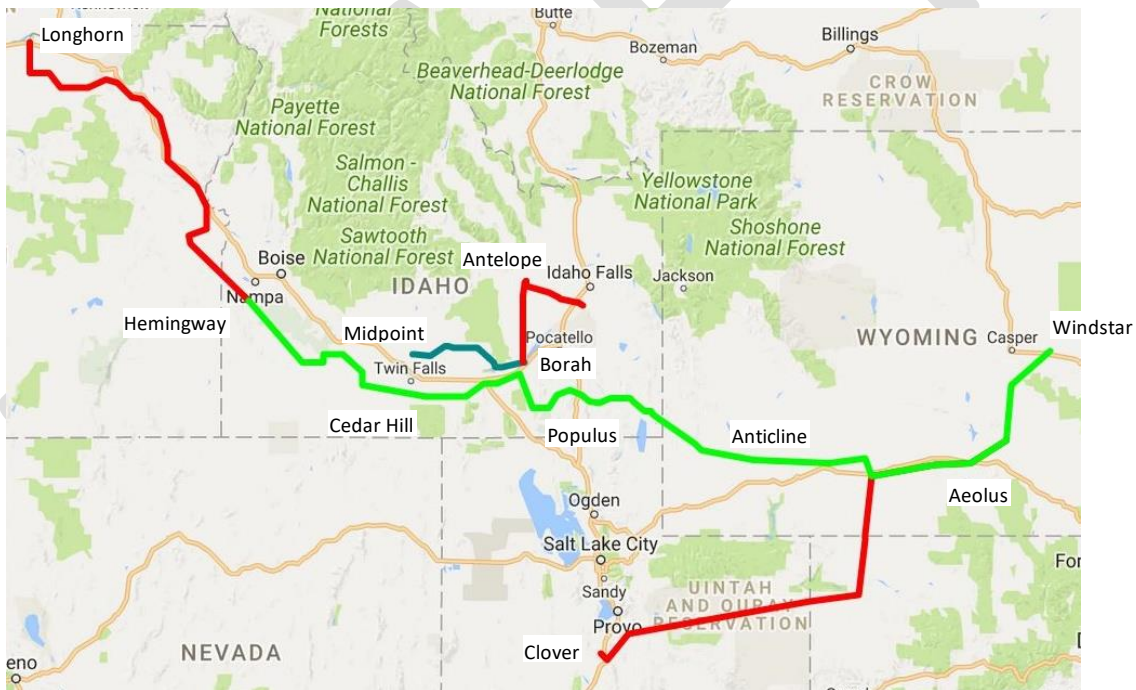 National
Forests
Butte
Longhorn
Bozeman
Billings
Beaverhead-Deerlodge
National Forest
CROW
RESERVATION
Payette
National Forest
Salmon -
Challis
National Forest
Yellowstone
National Park
Shoshone
National Forest
Sawtooth
National Forest
Boise
Antelope
Idaho Falls
Jackson
IDAHO
Nampa
Hemingway
Midpoint
Pocatello
WYOMING
Casper
Windstar
Twin Falls
Borah
Cedar Hill
Populus
Anticline
Aeolus
Ogden
Salt Lake City
For
Sandy
UINTAH
AND OURAY
RESERVATION
Provo
Clover
NEVADA
eno